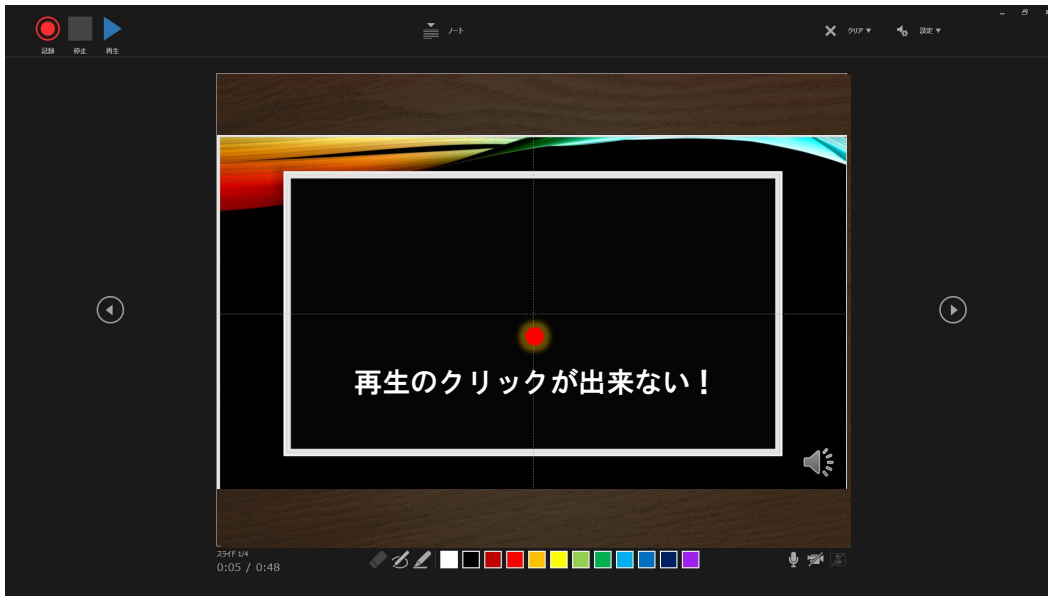 ノート
クリア▼
設定▼
記録 停止 再生
再生のクリックが出来ない！
スライド 1/4
0:05 / 0:48